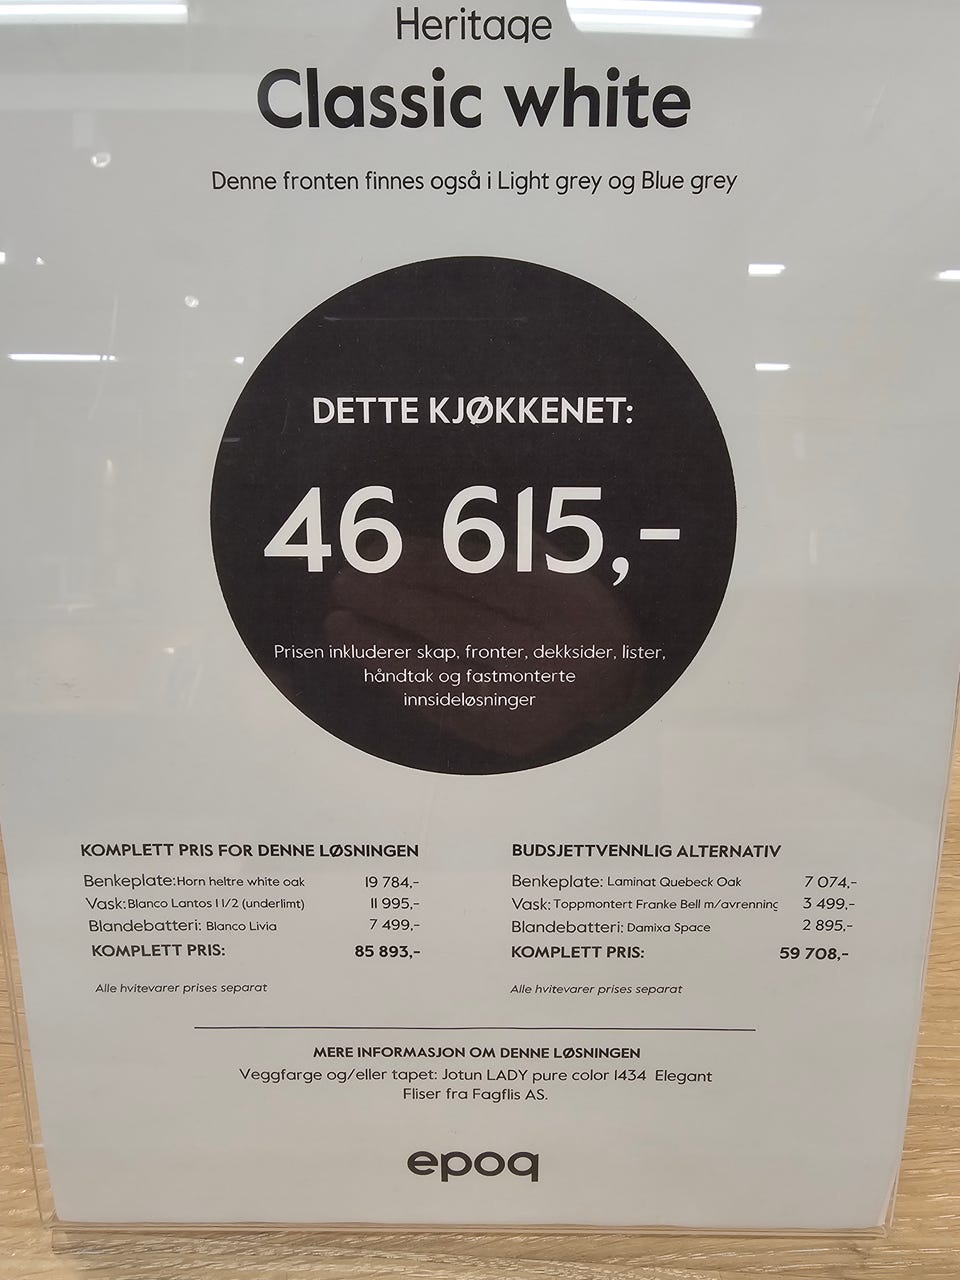 Heritage
Classic white
Denne fronten finnes også i Light grey og Blue grey
DETTE KJØKKENET:
46 615,-
Prisen inkluderer skap, fronter, dekksider, lister,
håndtak og fastmonterte
innsideløsninger
KOMPLETT PRIS FOR DENNE LØSNINGEN
Benkeplate:Horn heltre white oak 19 784,-
Vask:Blanco Lantos 1 1/2 (underlimt) 11 995,-
Blandebatteri: Blanco Livia 7 499,-
KOMPLETT PRIS: 85 893,-
Alle hvitevarer prises separat
BUDSJETTVENNLIG ALTERNATIV
Benkeplate: Laminat Quebeck Oak 7 074,-
Vask: Toppmontert Franke Bell m/avrenning 3 499,-
Blandebatteri: Damixa Space 2 895,-
KOMPLETT PRIS: 59 708,-
Alle hvitevarer prises separat
MERE INFORMASJON OM DENNE LØSNINGEN
Veggfarge og/eller tapet: Jotun LADY pure color 1434 Elegant
Fliser fra Fagflis AS.
epoq